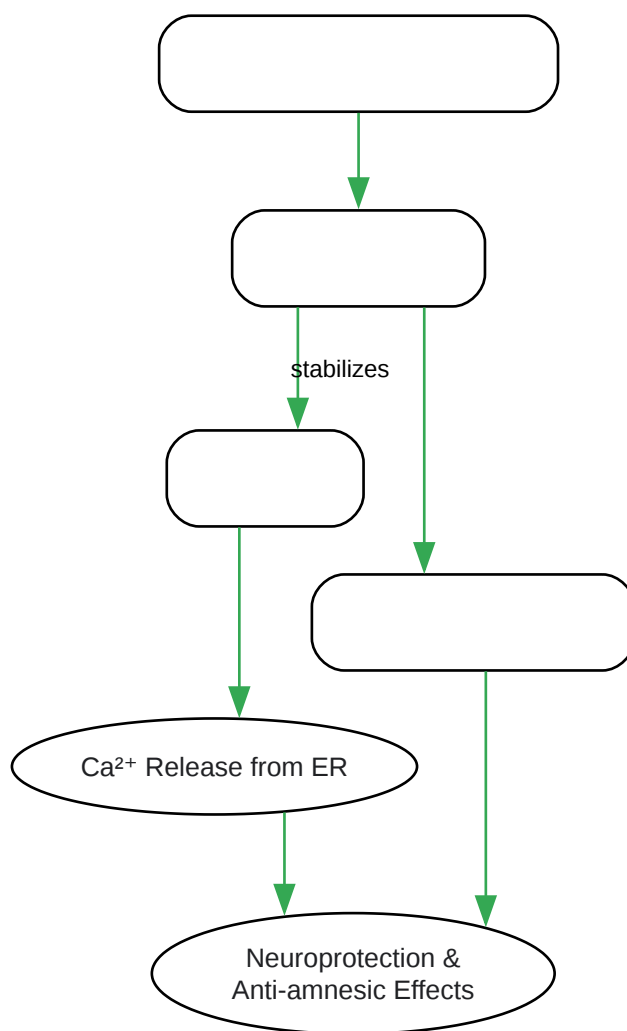 stabilizes
Ca²⁺ Release from ER
Neuroprotection &
Anti-amnesic Effects